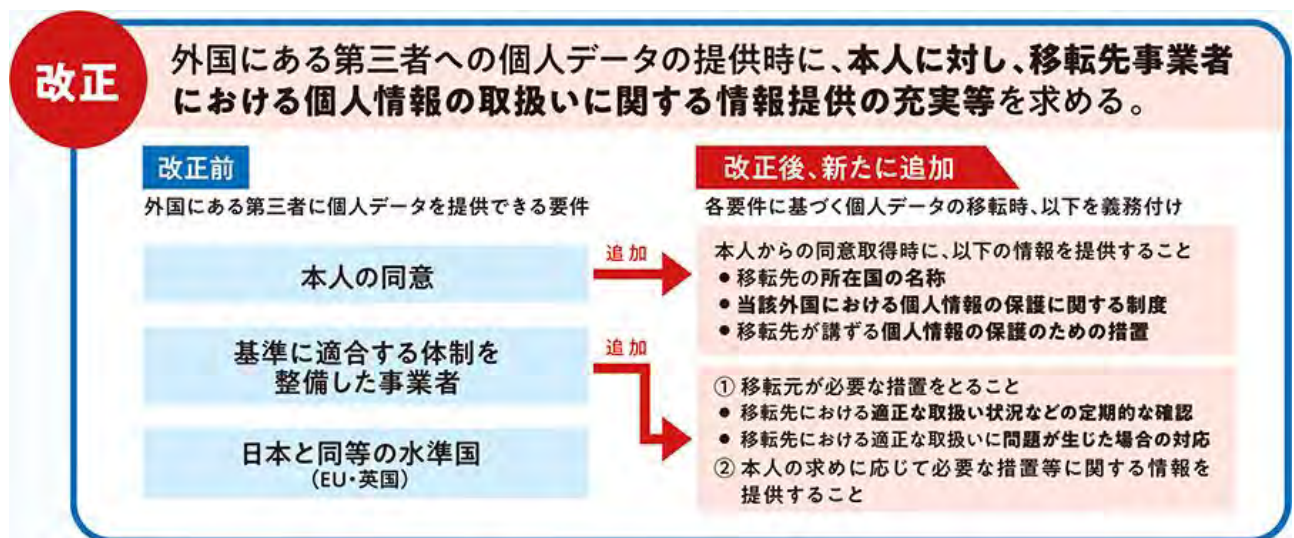 改正
外国にある第三者への個人データの提供時に、本人に対し、移転先事業者
における個人情報の取扱いに関する情報提供の充実等を求める。
改正前
外国にある第三者に個人データを提供できる要件
本人の同意
基準に適合する体制を
整備した事業者
日本と同等の水準国
(EU・英国)
追加
追加
改正後、新たに追加
各要件に基づく個人データの移転時、以下を義務付け
本人からの同意取得時に、以下の情報を提供すること
● 移転先の所在国の名称
● 当該外国における個人情報の保護に関する制度
● 移転先が講ずる個人情報の保護のための措置
① 移転元が必要な措置をとること
● 移転先における適正な取扱い状況などの定期的な確認
● 移転先における適正な取扱いに問題が生じた場合の対応
② 本人の求めに応じて必要な措置等に関する情報を
提供すること